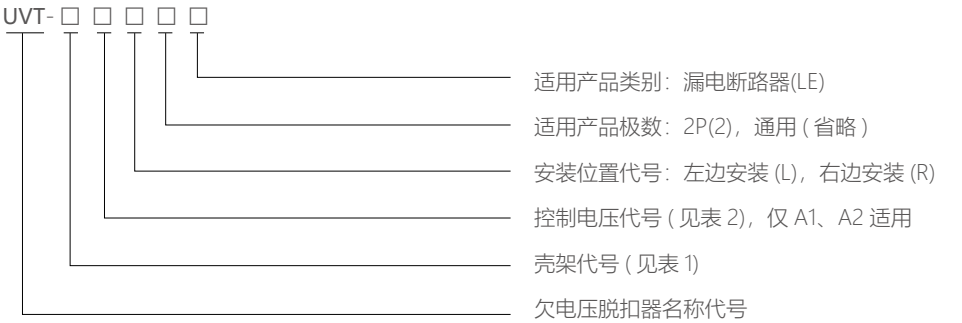 UVT- □ □ □ □ □
适用产品类别：漏电断路器(LE)
适用产品极数：2P(2)，通用 ( 省略 )
安装位置代号：左边安装 (L)，右边安装 (R)
控制电压代号 ( 见表 2)，仅 A1、A2 适用
壳架代号 ( 见表 1)
欠电压脱扣器名称代号